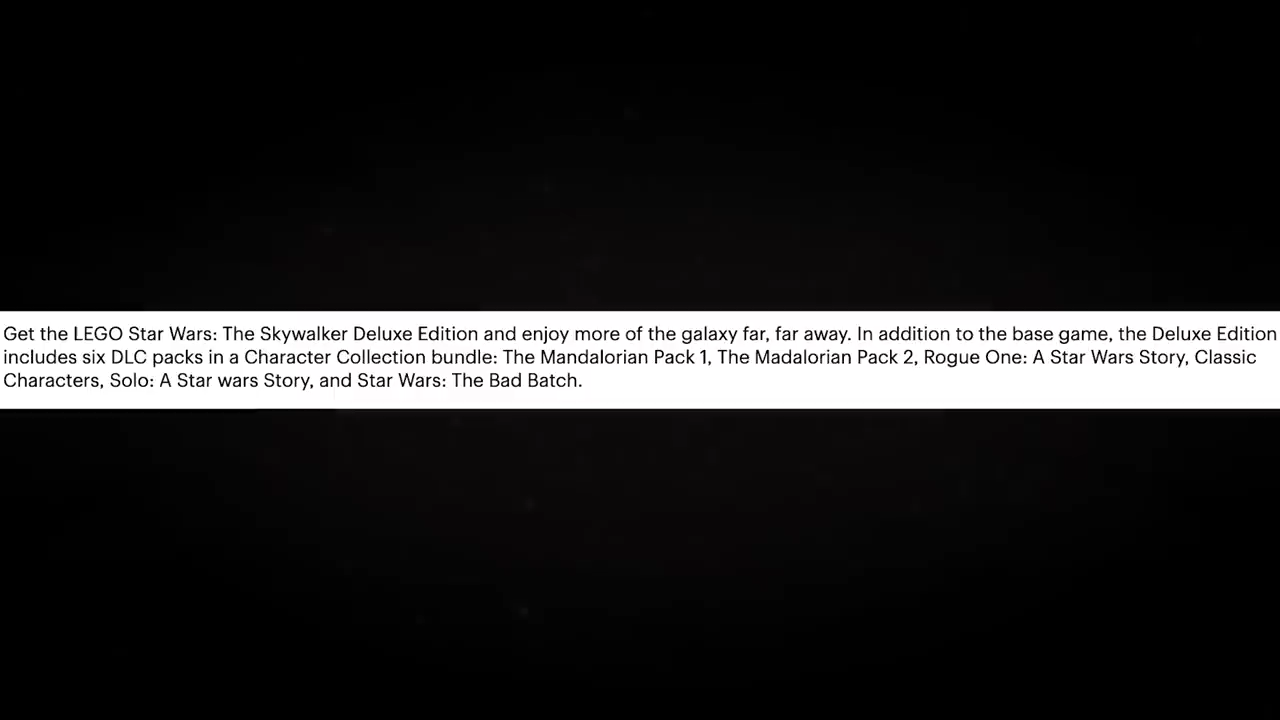 Get the LEGO Star Wars: The Skywalker Deluxe Edition and enjoy more of the galaxy far, far away. In addition to the base game, the Deluxe Edition
includes six DLC packs in a Character Collection bundle: The Mandalorian Pack 1, The Madalorian Pack 2, Rogue One: A Star Wars Story, Classic
Characters, Solo: A Star wars Story, and Star Wars: The Bad Batch.